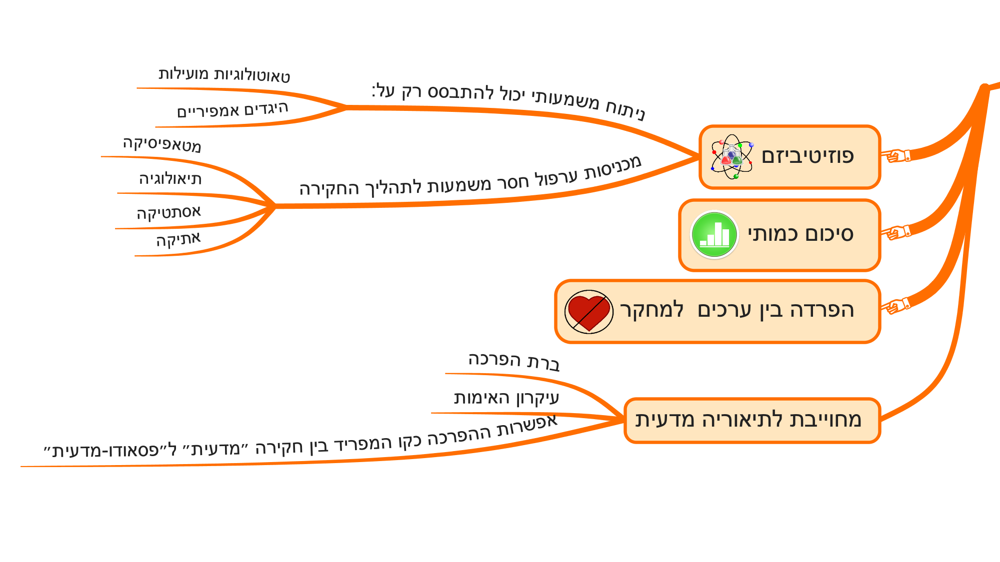 פוזיטיביזם
ניתוח משמעותי יכול להתבסס רק על:
טאוטולוגיות מועילות
היגדים אמפיריים
מכניסות ערפול חסר משמעות לתהליך החקירה
מטאפיסיקה
תיאולוגיה
אסתטיקה
אתיקה
סיכום כמותי
הפרדה בין ערכים למחקר
מחוייבת לתיאוריה מדעית
ברת הפרכה
עיקרון האימות
אפשרות ההפרכה כקו המפריד בין חקירה ״מדעית״ ל״פסאודו-מדעית״